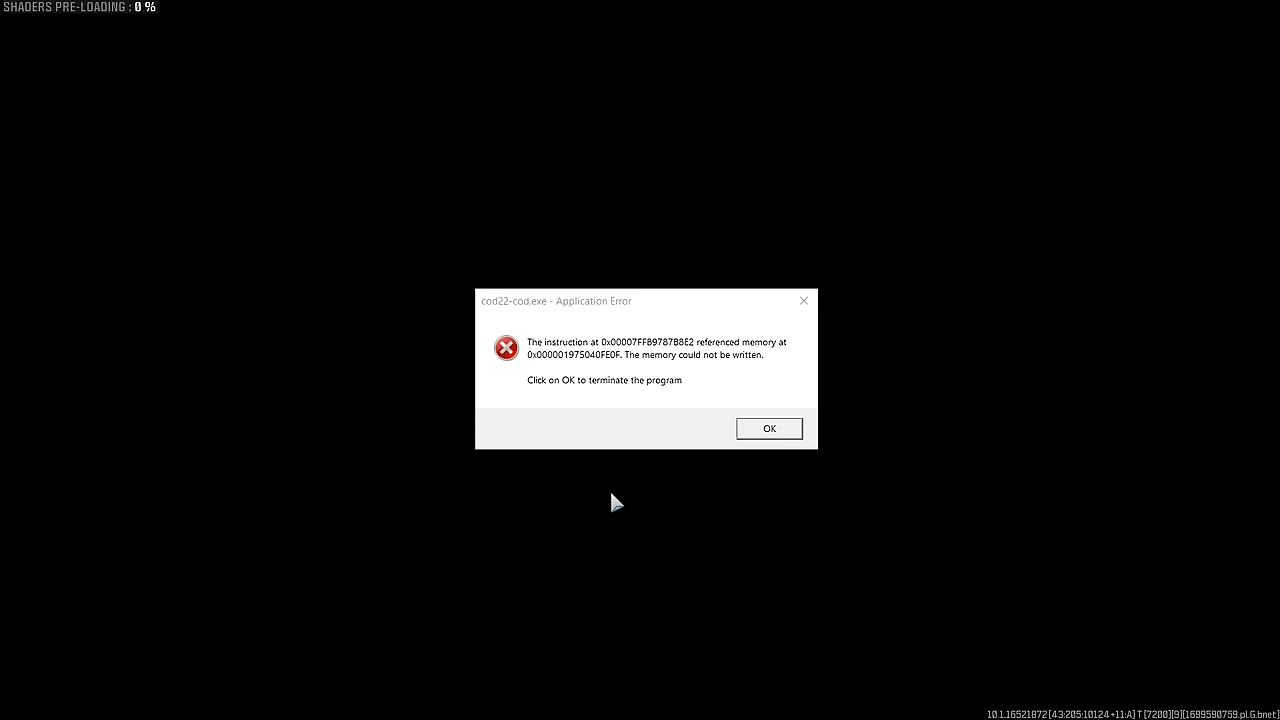 SHADERS PRE-LOADING : 0 %
cod22-cod.exe - Application Error
The instruction at 0x00007FFB9787B8E2 referenced memory at
0x000001975040FE0F. The memory could not be written.
Click on OK to terminate the program
OK
10.1.16521872 [43:205:10124+11:A] T [7200][9][1699590759.pl.G.bnet]